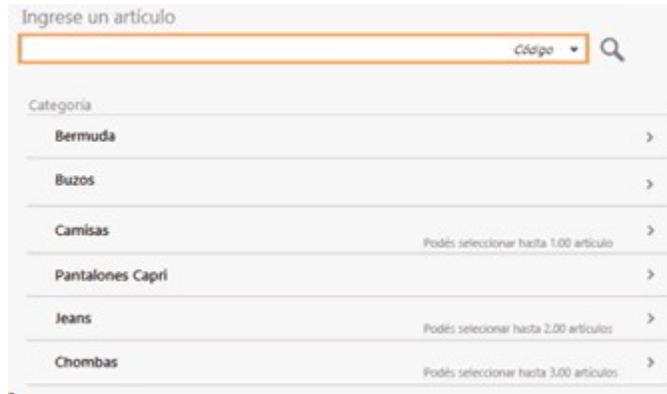 Ingrese un artículo
Código
Categoría
Bermuda
Buzos
Camisas
Podés seleccionar hasta 1.00 artículo
Pantalones Capri
Jeans
Podés selecionar hasta 2.00 artículos
Chombas
Podés seleccionar hasta 3.00 artículos